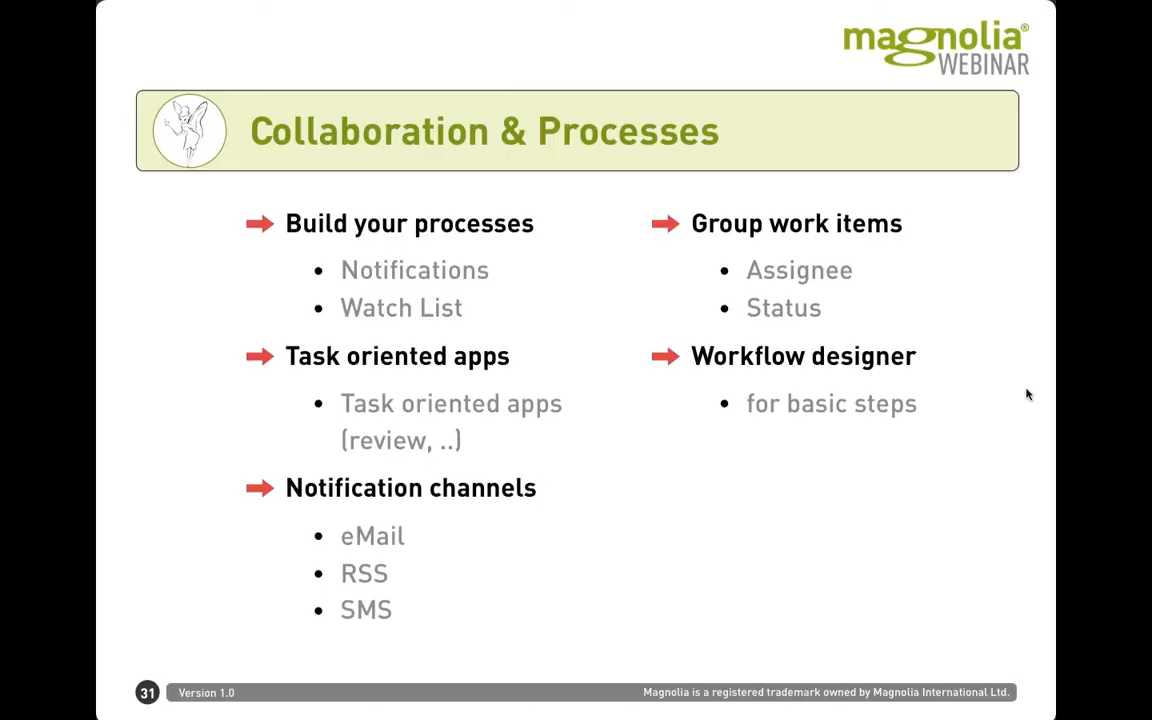 magnolia®
WEBINAR
Collaboration & Processes
Build your processes
• Notifications
• Watch List
Task oriented apps
• Task oriented apps
(review, ..)
Notification channels
• eMail
• RSS
• SMS
Group work items
• Assignee
• Status
Workflow designer
• for basic steps
31
Version 1.0
Magnolia is a registered trademark owned by Magnolia International Ltd.